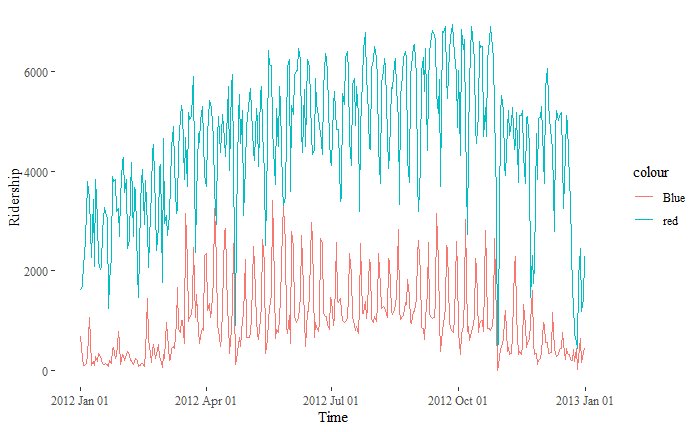 6000
4000
2000
0
Ridership
2012 Jan 01
2012 Apr 01
2012 Jul 01
2012 Oct 01
2013 Jan 01
Time
colour
Blue
red